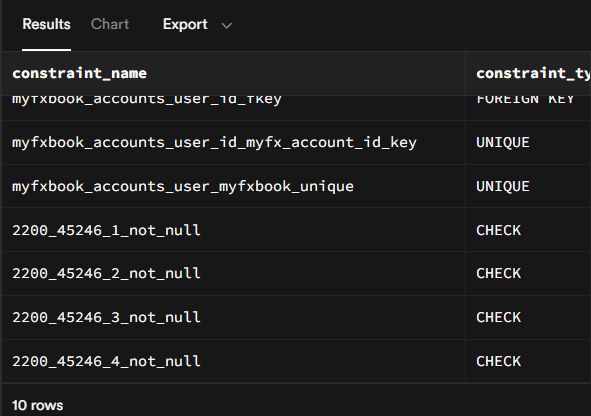 Results Chart Export
constraint_name constraint_ty
myfxbook_accounts_user_id_fkey FOREIGN KEY
myfxbook_accounts_user_id_myfx_account_id_key UNIQUE
myfxbook_accounts_user_myfxbook_unique UNIQUE
2200_45246_1_not_null CHECK
2200_45246_2_not_null CHECK
2200_45246_3_not_null CHECK
2200_45246_4_not_null CHECK
10 rows